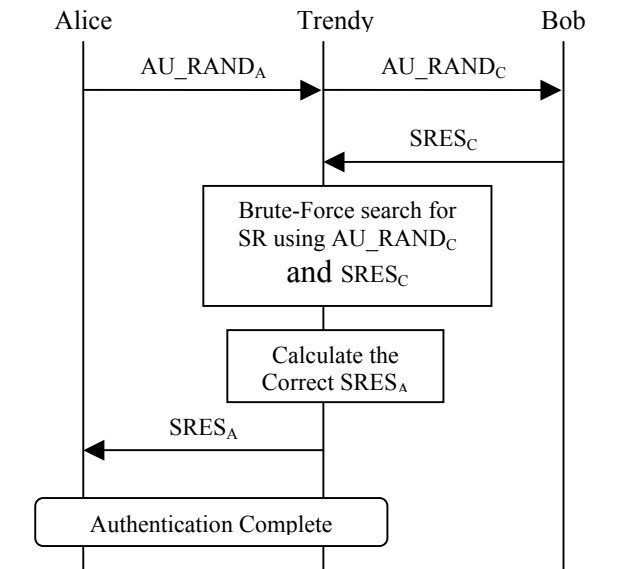 Alice Trendy Bob
AU_RANDA AU_RANDC
SRESC
Brute-Force search for
SR using AU_RANDC
and SRESC
Calculate the
Correct SRESA
SRESA
Authentication Complete